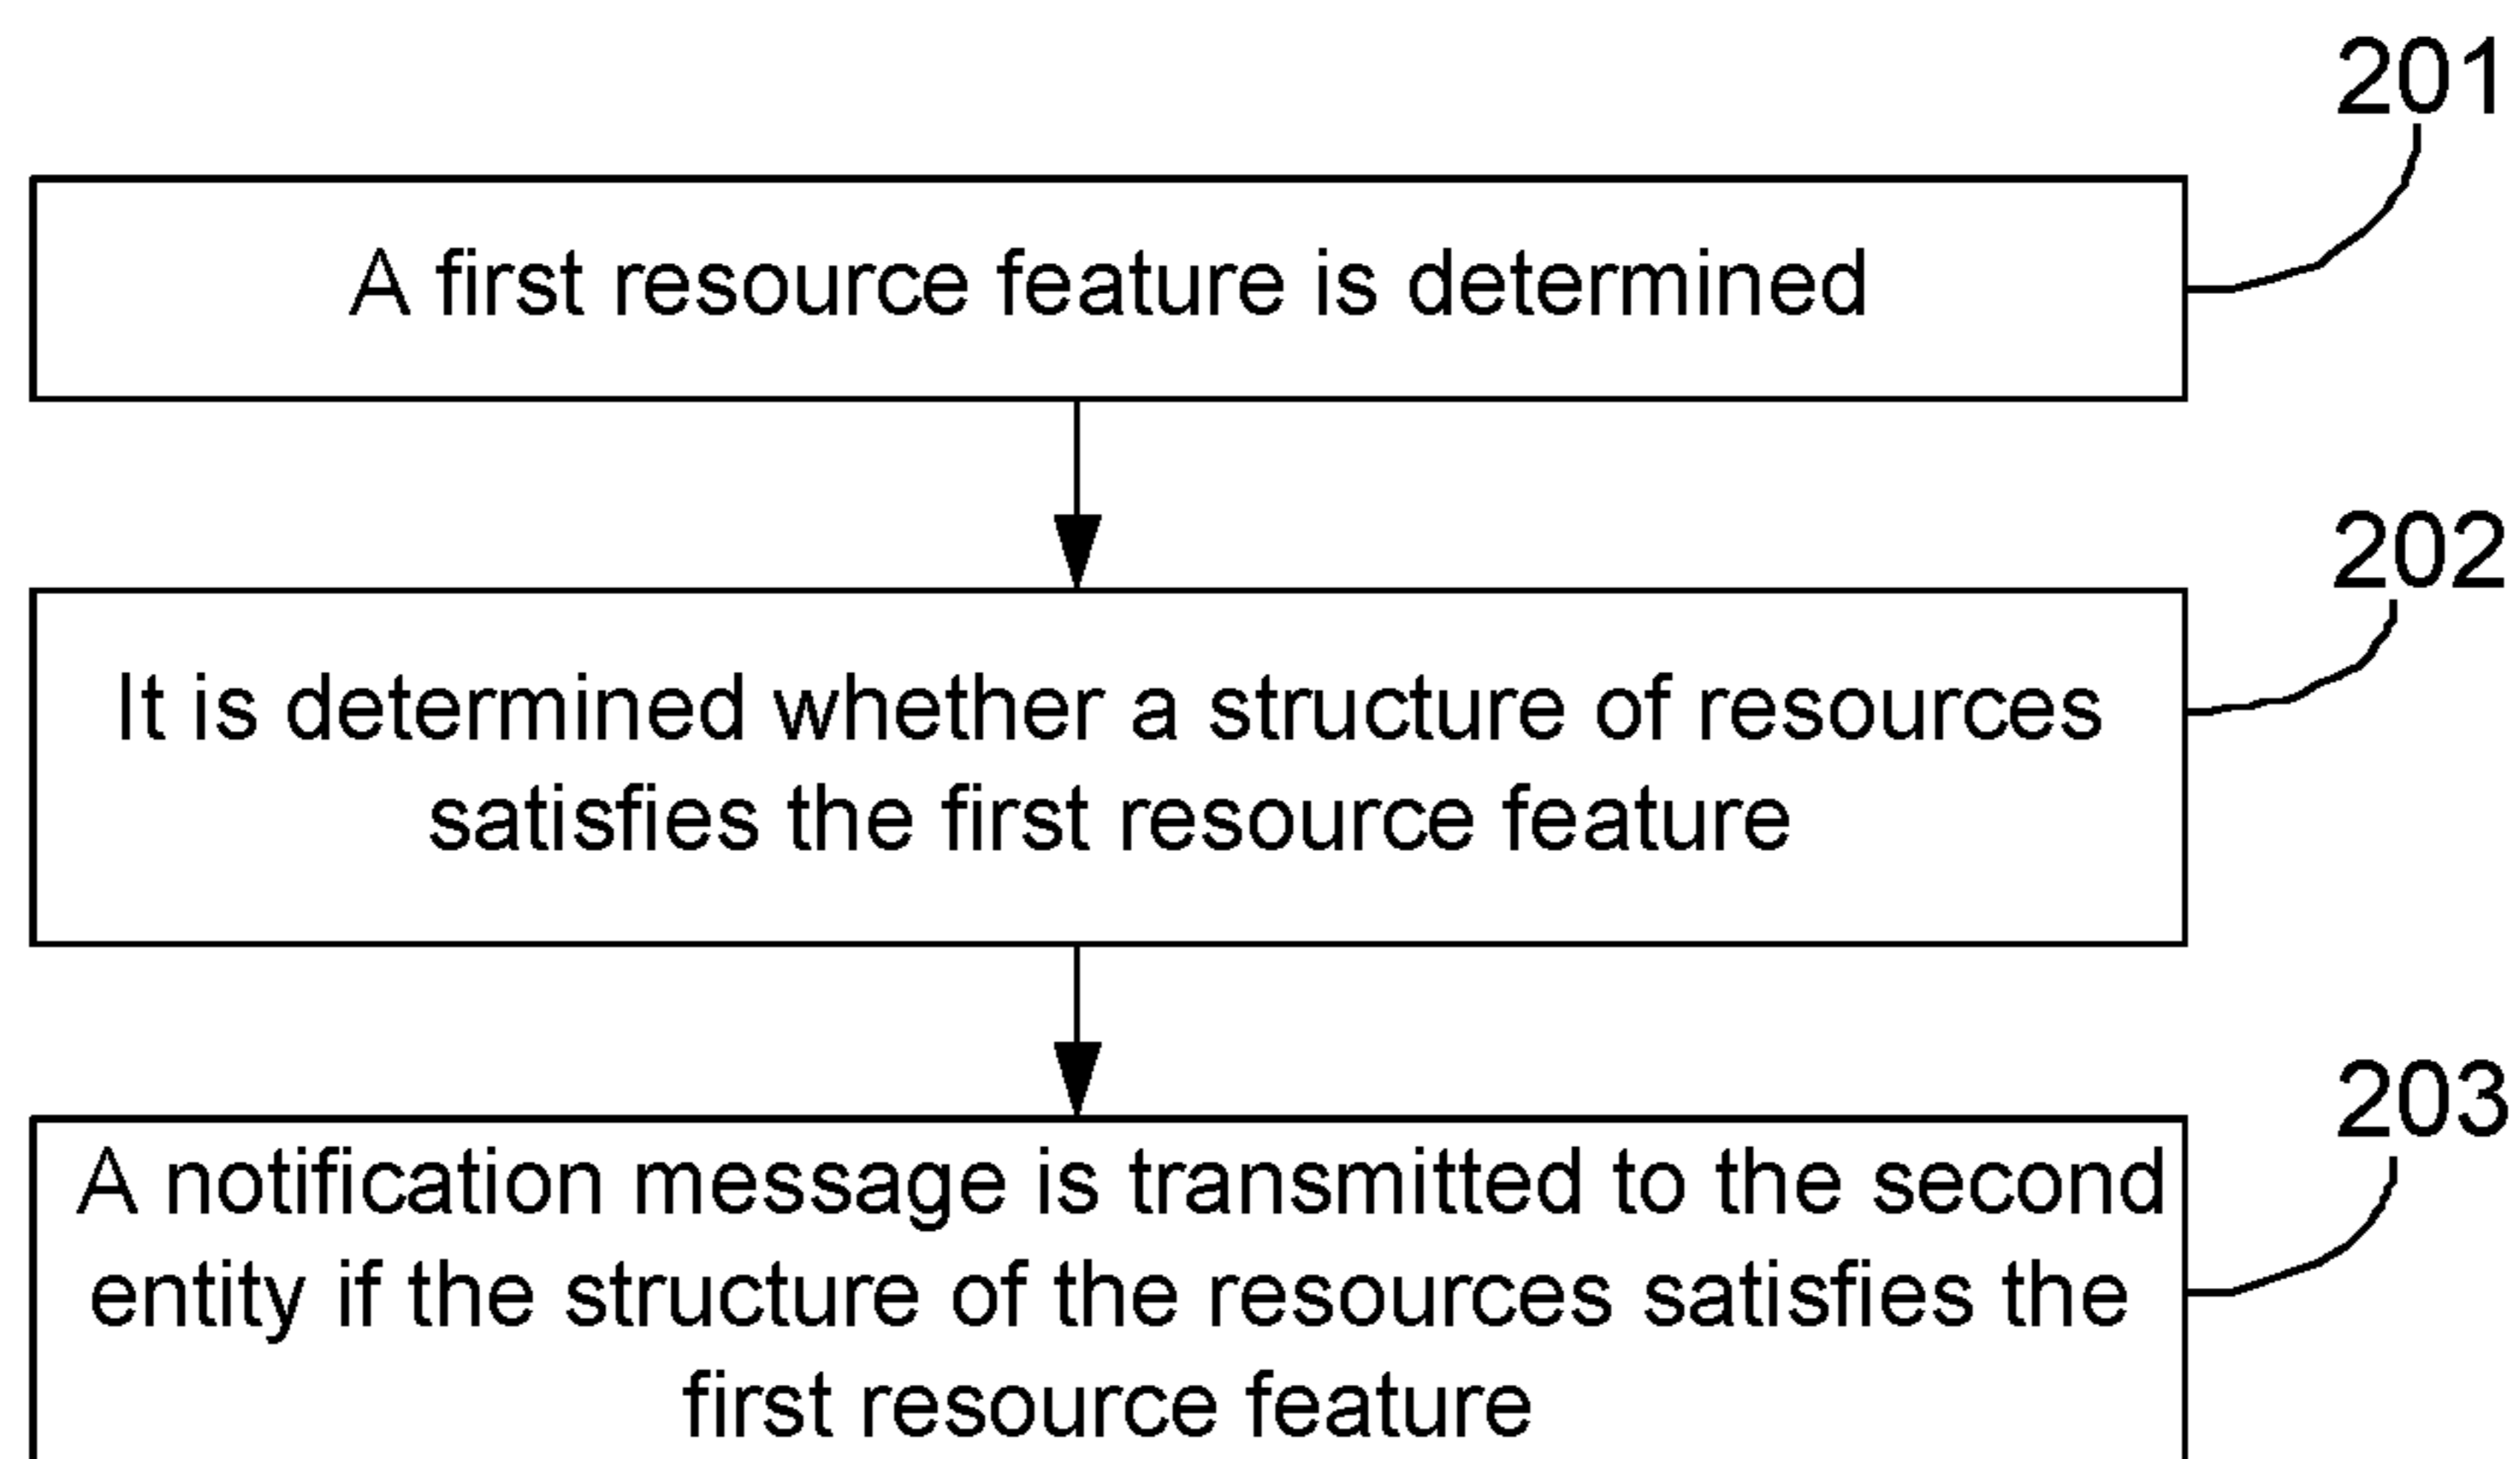 201
A first resource feature is determined
202
It is determined whether a structure of resources
satisfies the first resource feature
203
A notification message is transmitted to the second
entity if the structure of the resources satisfies the
first resource feature